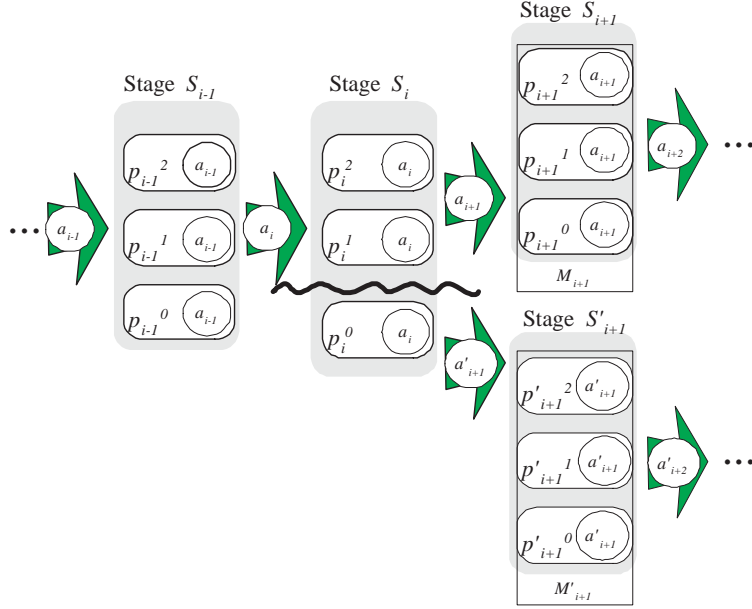 Stage S_{i+1}
p_{i+1}^2 a_{i+1}
p_{i+1}^1 a_{i+1}
p_{i+1}^0 a_{i+1}
M_{i+1}
Stage S_{i-1}
p_{i-1}^2 a_{i-1}
p_{i-1}^1 a_{i-1}
p_{i-1}^0 a_{i-1}
Stage S_i
p_i^2 a_i
p_i^1 a_i
p_i^0 a_i
... a_{i-1}
a_i
a_{i+1}
a_{i+2} ...
a'_{i+1}
Stage S'_{i+1}
p'_{i+1}^2 a'_{i+1}
p'_{i+1}^1 a'_{i+1}
p'_{i+1}^0 a'_{i+1}
M'_{i+1}
a'_{i+2} ...